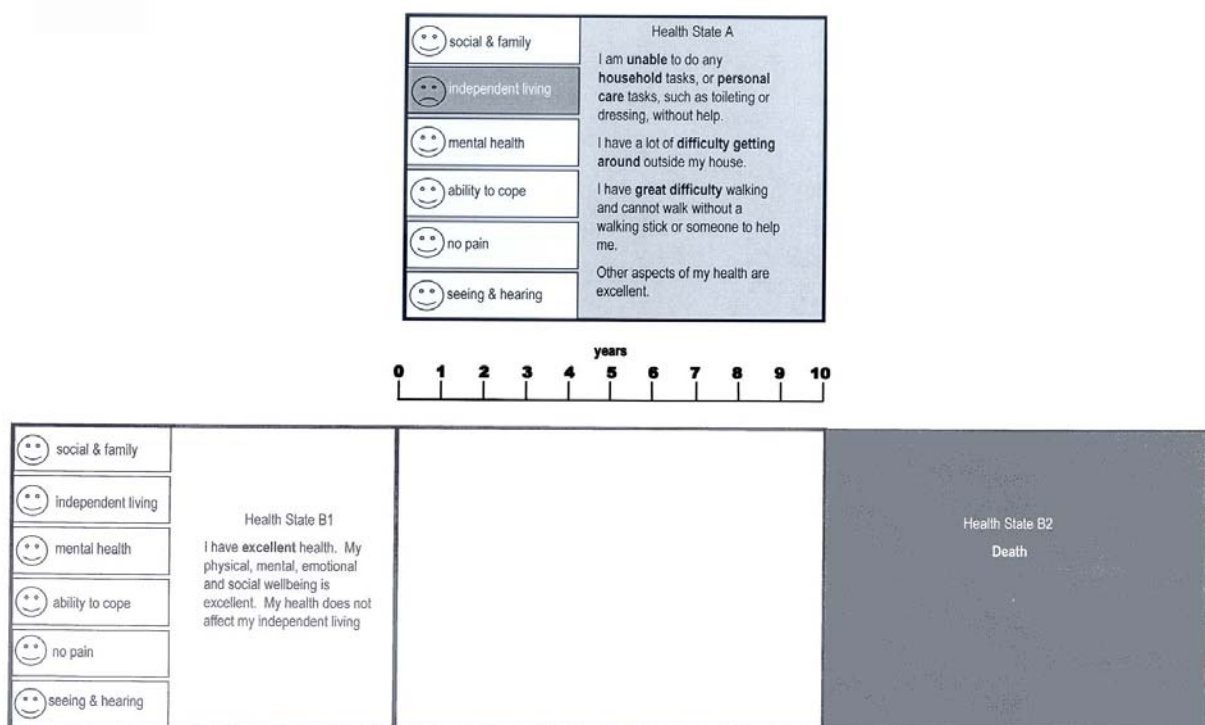 social & family
independent living
mental health
ability to cope
no pain
seeing & hearing
Health State A
I am unable to do any
household tasks, or personal
care tasks, such as toileting or
dressing, without help.
I have a lot of difficulty getting
around outside my house.
I have great difficulty walking
and cannot walk without a
walking stick or someone to help
me.
Other aspects of my health are
excellent.
years
0 1 2 3 4 5 6 7 8 9 10
social & family
independent living
mental health
ability to cope
no pain
seeing & hearing
Health State B1
I have excellent health. My
physical, mental, emotional
and social wellbeing is
excellent. My health does not
affect my independent living
Health State B2
Death